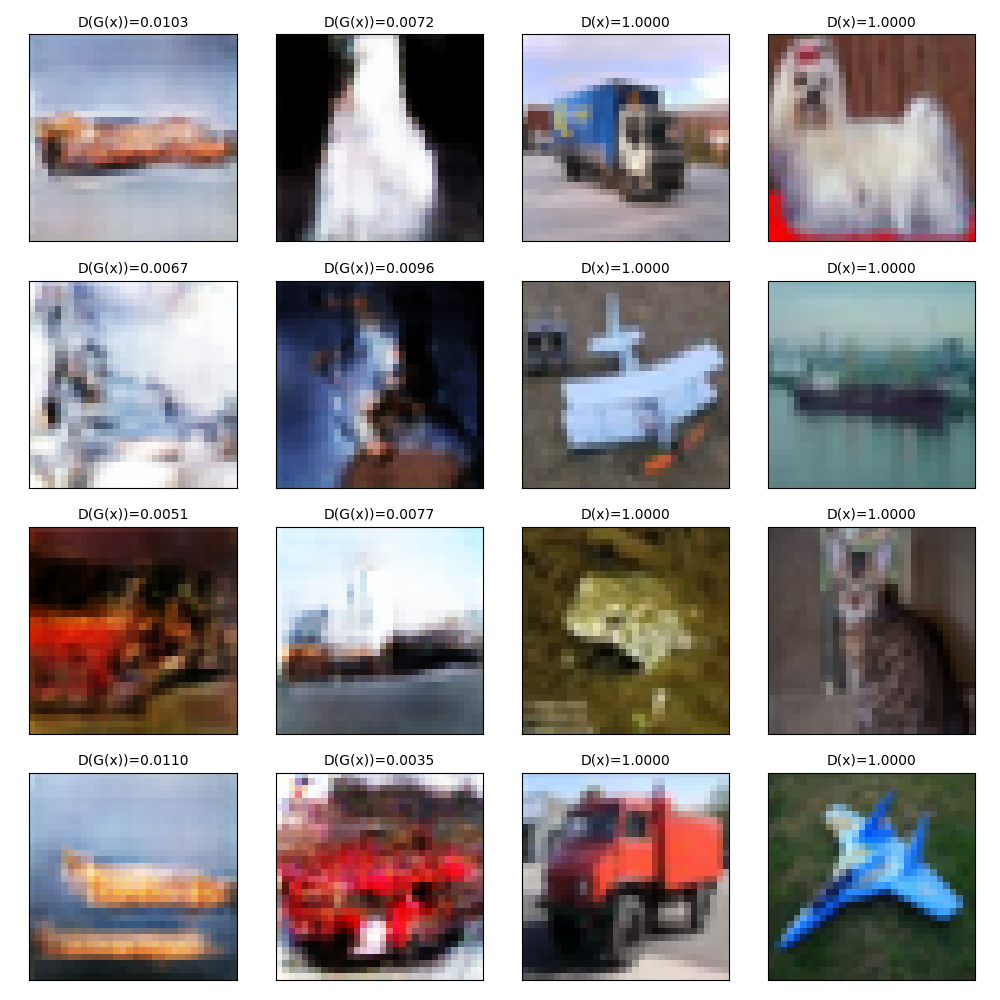 D(G(x))=0.0103 D(G(x))=0.0072 D(x)=1.0000 D(x)=1.0000
D(G(x))=0.0067 D(G(x))=0.0096 D(x)=1.0000 D(x)=1.0000
D(G(x))=0.0051 D(G(x))=0.0077 D(x)=1.0000 D(x)=1.0000
D(G(x))=0.0110 D(G(x))=0.0035 D(x)=1.0000 D(x)=1.0000